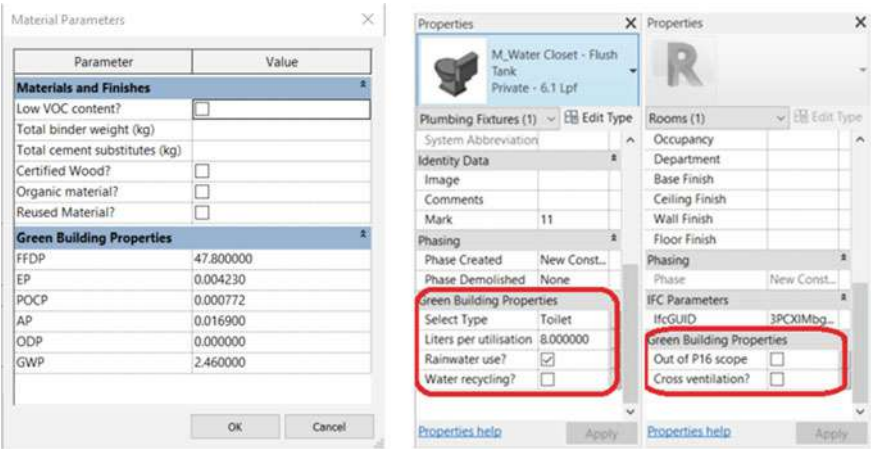 Material Parameters
Parameter Value
Materials and Finishes
Low VOC content?
Total binder weight (kg)
Total cement substitutes (kg)
Certified Wood?
Organic material?
Reused Material?
Green Building Properties
FFDP 47.800000
EP 0.004230
POCP 0.000772
AP 0.016900
ODP 0.000000
GWP 2.460000
OK Cancel
Properties
M_Water Closet - Flush
Tank
Private - 6.1 Lpf
Plumbing Fixtures (1) Edit Type
System Abbreviation
Identity Data
Image
Comments
Mark 11
Phasing
Phase Created New Const...
Phase Demolished None
Green Building Properties
Select Type Toilet
Liters per utilisation 8.000000
Rainwater use?
Water recycling?
Properties help Apply
Properties
R
Rooms (1) Edit Type
Occupancy
Department
Base Finish
Ceiling Finish
Wall Finish
Floor Finish
Phasing
Phase New Const...
IFC Parameters
IfcGUID 3PCXIMbg...
Green Building Properties
Out of P16 scope
Cross ventilation?
Properties help Apply